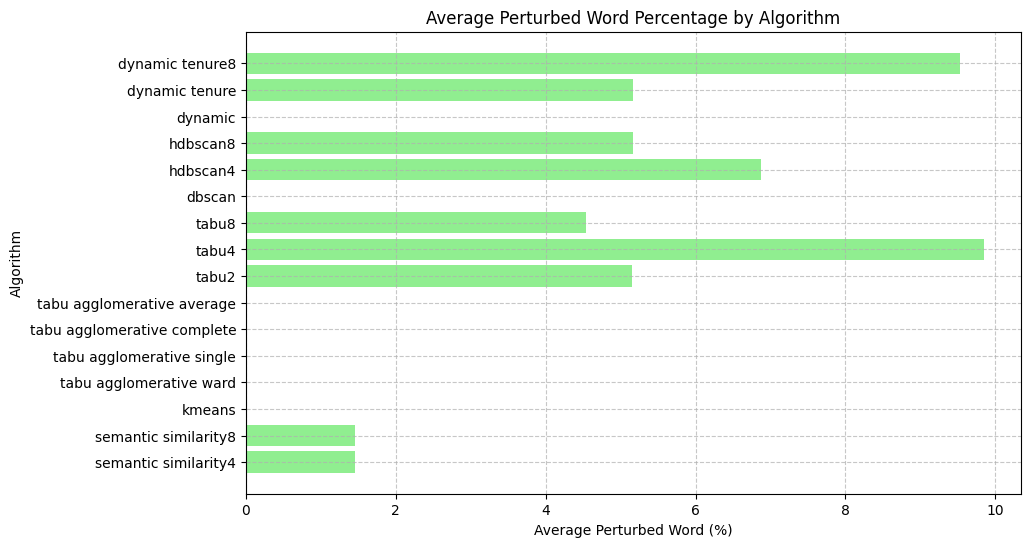 Average Perturbed Word Percentage by Algorithm
dynamic tenure8
dynamic tenure
dynamic
hdbscan8
hdbscan4
dbscan
tabu8
tabu4
tabu2
tabu agglomerative average
tabu agglomerative complete
tabu agglomerative single
tabu agglomerative ward
kmeans
semantic similarity8
semantic similarity4
Algorithm
0 2 4 6 8 10
Average Perturbed Word (%)